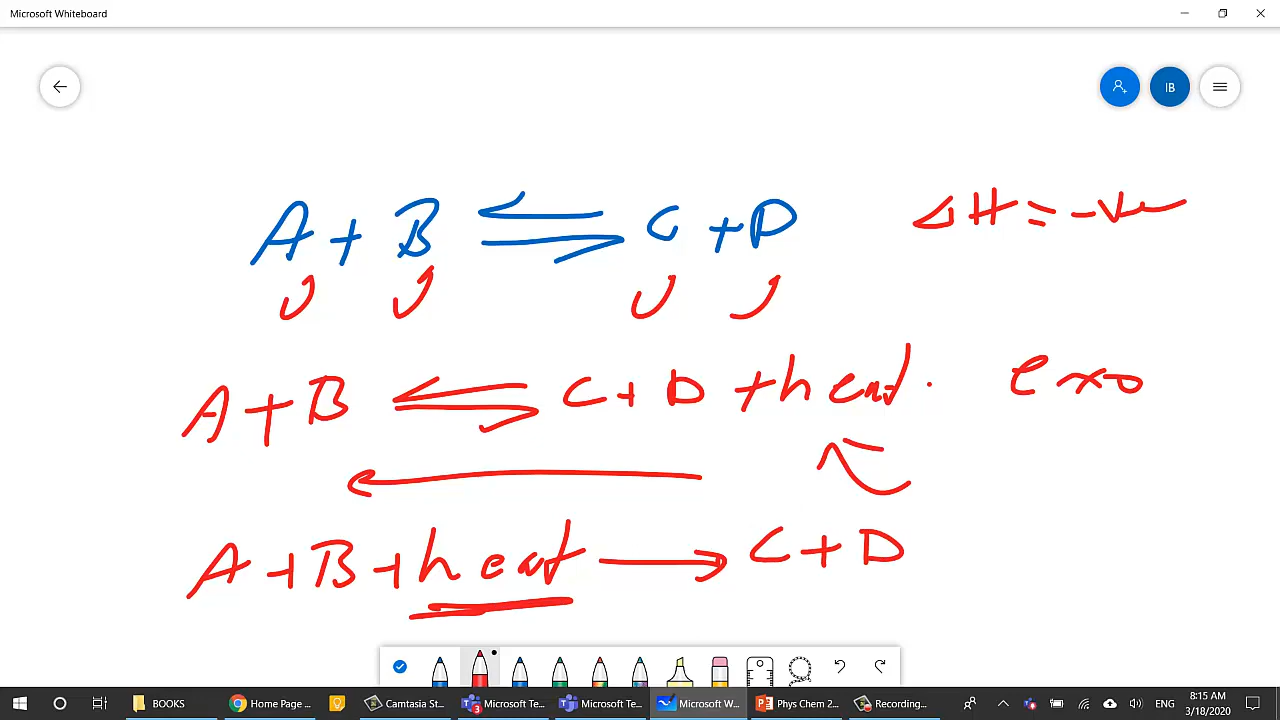 Microsoft Whiteboard
IB
A + B ⇌ C + D ΔH = -ve
A + B ⇌ C + D + heat. exo
A + B + heat → C + D
BOOKS
Home Page ...
Camtasia St...
3
Microsoft Te...
Microsoft Te...
Microsoft W...
Phys Chem 2...
Recording...
ENG
8:15 AM
3/18/2020